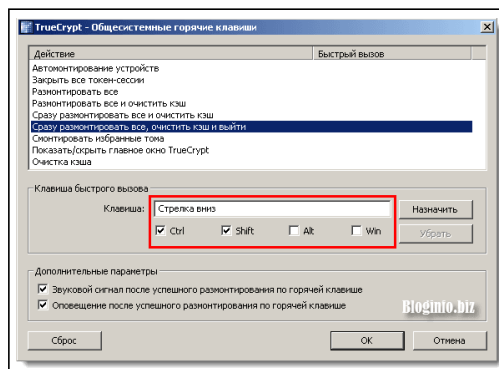 TrueCrypt - Общесистемные горячие клавиши
Действие Быстрый вызов
Автомонтирование устройств
Закрыть все токен-сессии
Размонтировать все
Размонтировать все и очистить кэш
Сразу размонтировать все и очистить кэш
Сразу размонтировать все, очистить кэш и выйти
Смонтировать избранные тома
Показать/скрыть главное окно TrueCrypt
Очистка кэша
Клавиша быстрого вызова
Клавиша: Стрелка вниз Назначить
Ctrl Shift Alt Win Убрать
Дополнительные параметры
Звуковой сигнал после успешного размонтирования по горячей клавише
Оповещение после успешного размонтирования по горячей клавише
Bloginfo.biz
Сброс OK Отмена